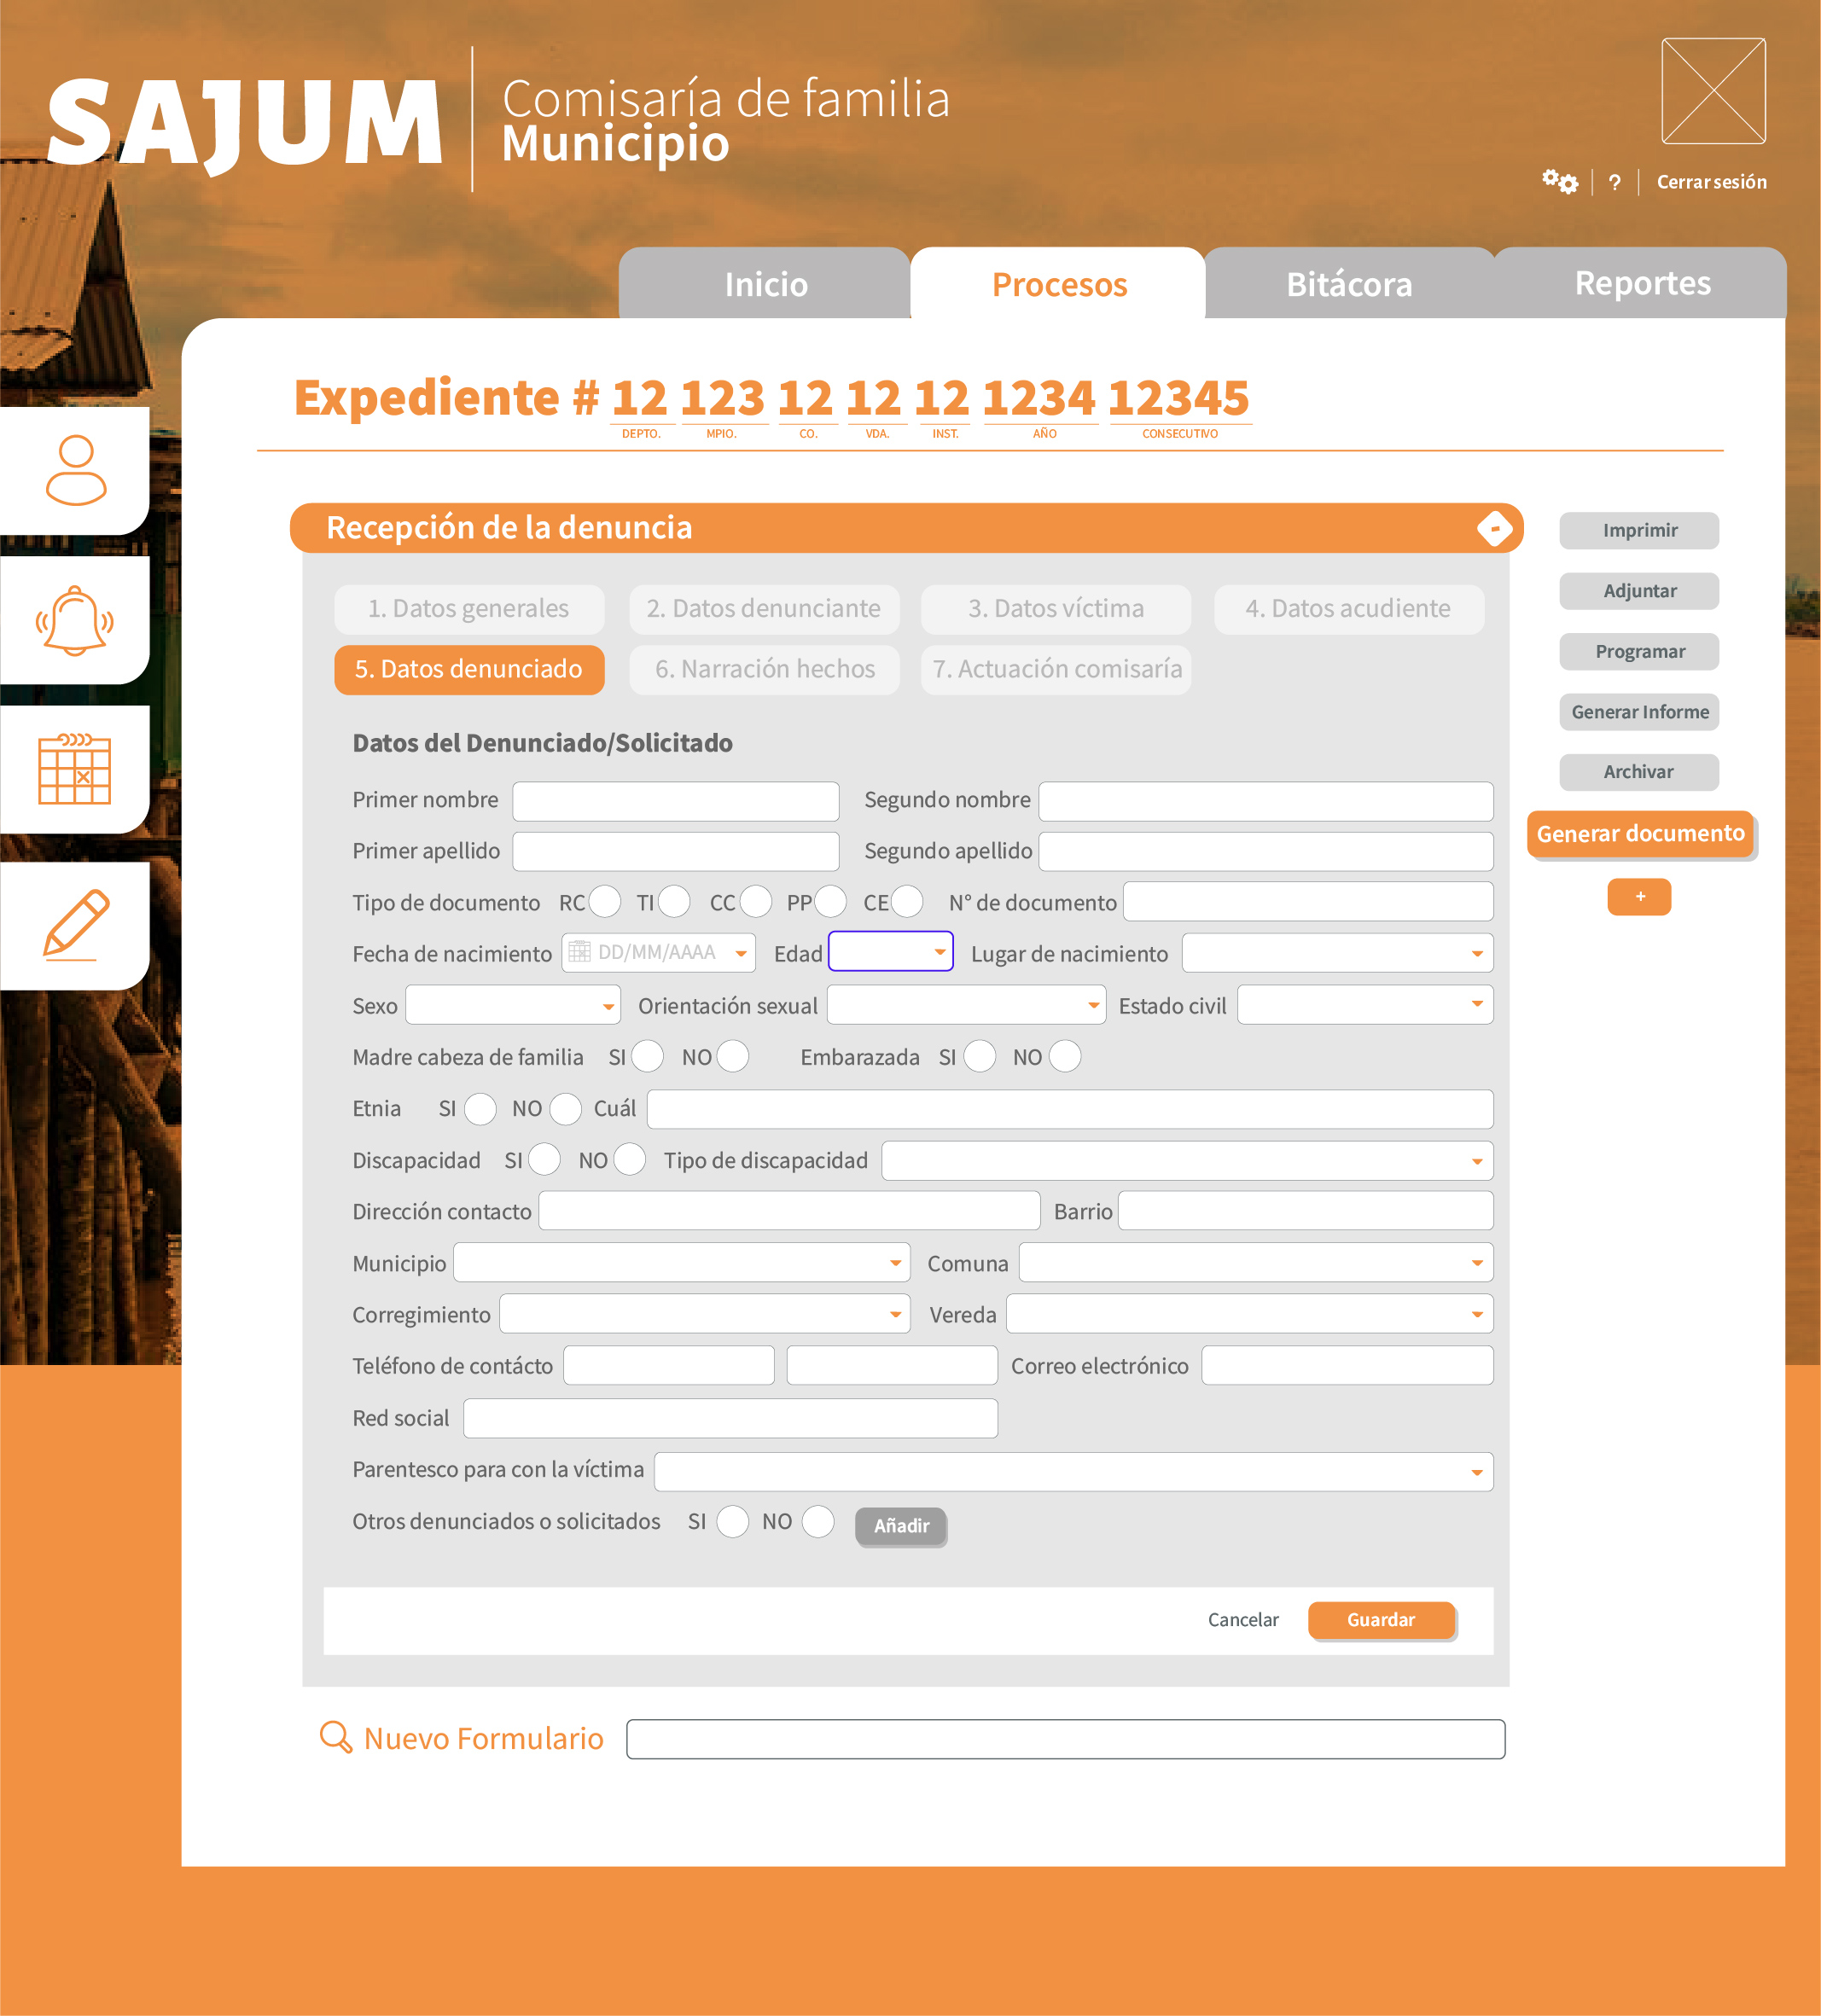 SAJUM
Comisaría de familia
Municipio
? Cerrar sesión
Inicio Procesos Bitácora Reportes
Expediente # 12 123 12 12 12 1234 12345
DEPTO. MPIO. CO. VDA. INST. AÑO CONSECUTIVO
Recepción de la denuncia -
1. Datos generales 2. Datos denunciante 3. Datos víctima 4. Datos acudiente
5. Datos denunciado 6. Narración hechos 7. Actuación comisaría
Datos del Denunciado/Solicitado
Primer nombre Segundo nombre
Primer apellido Segundo apellido
Tipo de documento RC TI CC PP CE N° de documento
Fecha de nacimiento DD/MM/AAAA Edad Lugar de nacimiento
Sexo Orientación sexual Estado civil
Madre cabeza de familia SI NO Embarazada SI NO
Etnia SI NO Cuál
Discapacidad SI NO Tipo de discapacidad
Dirección contacto Barrio
Municipio Comuna
Corregimiento Vereda
Teléfono de contácto Correo electrónico
Red social
Parentesco para con la víctima
Otros denunciados o solicitados SI NO Añadir
Cancelar Guardar
Imprimir
Adjuntar
Programar
Generar Informe
Archivar
Generar documento
+
Nuevo Formulario